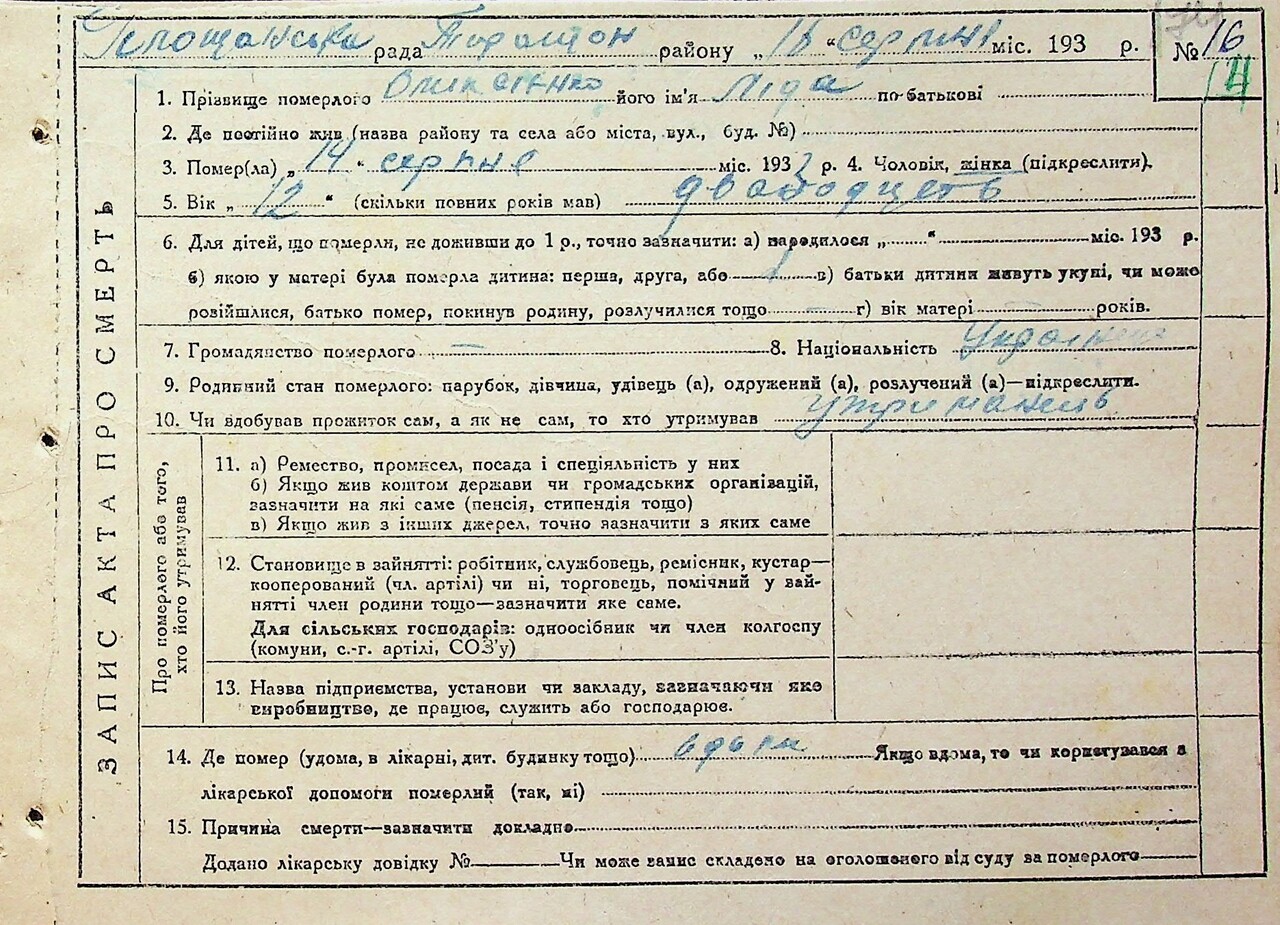 рада Таращан району „18“ серпня міс. 193 р. № 16
14
1. Прізвище померлого Оликсієнко його ім'я Ліда по-батькові
2. Де постійно жив (назва району та села або міста, вул., буд. №)
3. Помер(ла) „14“ серпня міс. 1933 р. 4. Чоловік, жінка (підкреслити).
5. Вік „12“ (скільки повних років мав) дванадцеть
6. Для дітей, що померли, не доживши до 1 р., точно зазначити: а) народилося „......“ міс. 193 р.
б) якою у матері була померла дитина: перша, друга, або в) батьки дитини живуть укупі, чи може
розійшлися, батько помер, покинув родину, розлучилися тощо — г) вік матері — років.
7. Громадянство померлого — 8. Національність Українець
9. Родинний стан померлого: парубок, дівчина, удівець (а), одружений (а), розлучений (а)—підкреслити.
10. Чи здобував прожиток сам, а як не сам, то хто утримував утриманець
ЗАПИС АКТА ПРО СМЕРТЬ
Про померлого або того, хто його утримував
11. а) Ремество, промисел, посада і спеціяльність у них
б) Якщо жив коштом держави чи громадських організацій,
зазначити на які саме (пенсія, стипендія тощо)
в) Якщо жив з інших джерел, точно зазначити з яких саме
12. Становище в зайнятті: робітник, службовець, ремісник, кустар—
кооперований (чл. артілі) чи ні, торговець, помічний у зай-
нятті член родини тощо—зазначити яке саме.
Для сільських господарів: одноосібник чи член колгоспу
(комуни, с.-г. артілі, СОЗ'у)
13. Назва підприємства, установи чи закладу, зазначаючи яке
виробництво, де працює, служить або господарює.
14. Де помер (удома, в лікарні, дит. будинку тощо) вдома Якщо вдома, то чи користувався з
лікарської допомоги померлий (так, ні)
15. Причина смерти—зазначити докладно
Додано лікарську довідку № Чи може запис складено на оголошеного від суду за померлого